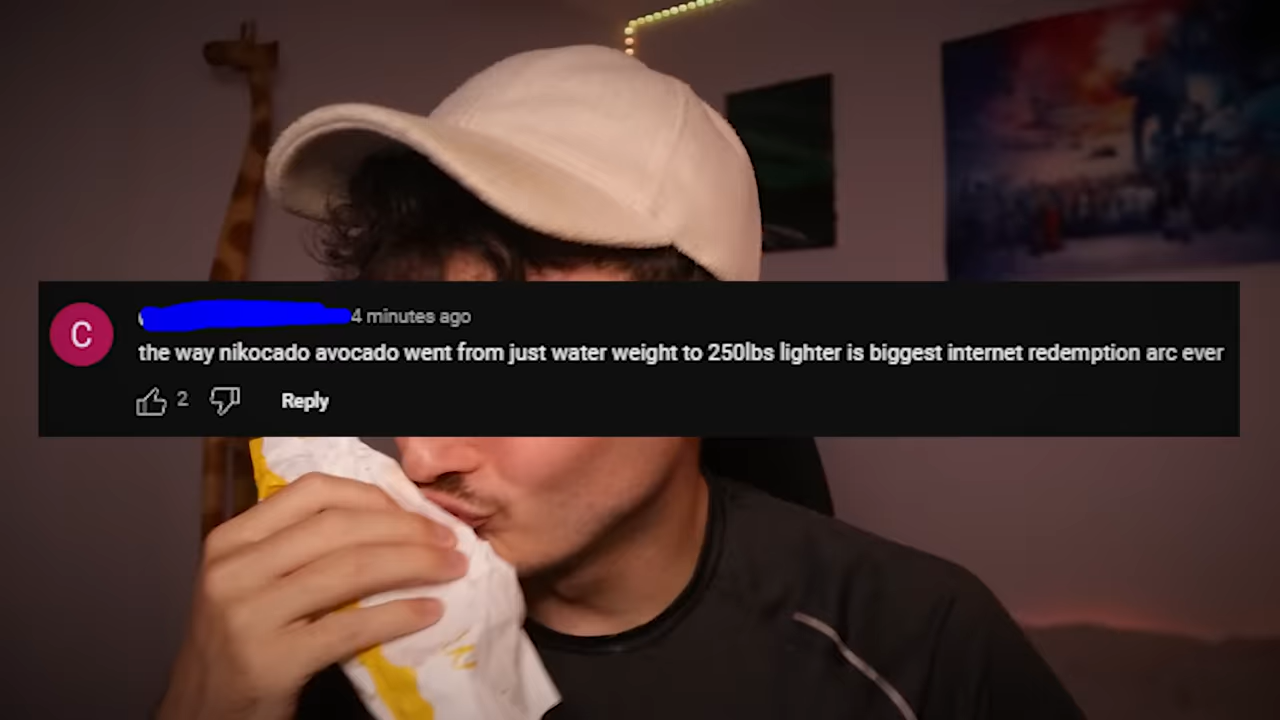 C
4 minutes ago
the way nikocado avocado went from just water weight to 250lbs lighter is biggest internet redemption arc ever
2
Reply